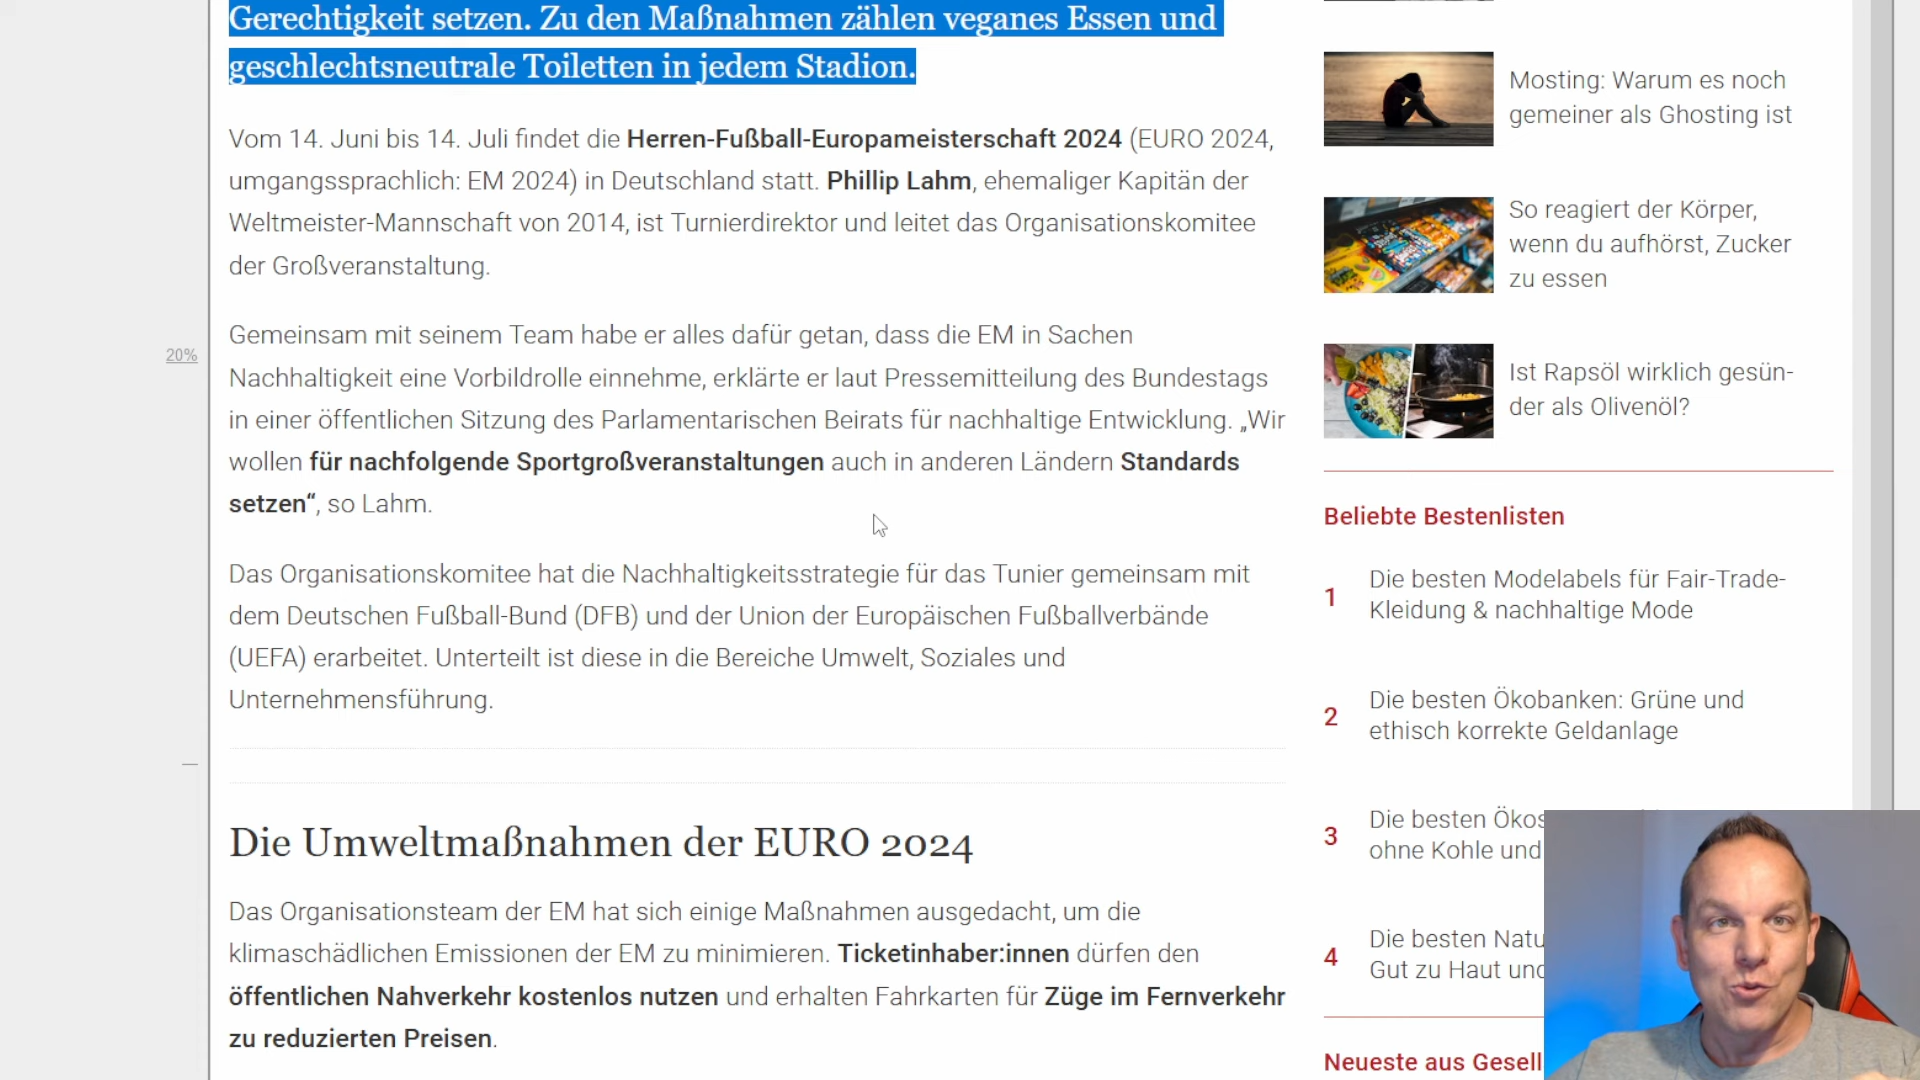 Gerechtigkeit setzen. Zu den Maßnahmen zählen veganes Essen und
geschlechtsneutrale Toiletten in jedem Stadion.
Vom 14. Juni bis 14. Juli findet die Herren-Fußball-Europameisterschaft 2024 (EURO 2024,
umgangssprachlich: EM 2024) in Deutschland statt. Phillip Lahm, ehemaliger Kapitän der
Weltmeister-Mannschaft von 2014, ist Turnierdirektor und leitet das Organisationskomitee
der Großveranstaltung.
20%
Gemeinsam mit seinem Team habe er alles dafür getan, dass die EM in Sachen
Nachhaltigkeit eine Vorbildrolle einnehme, erklärte er laut Pressemitteilung des Bundestags
in einer öffentlichen Sitzung des Parlamentarischen Beirats für nachhaltige Entwicklung. „Wir
wollen für nachfolgende Sportgroßveranstaltungen auch in anderen Ländern Standards
setzen“, so Lahm.
Das Organisationskomitee hat die Nachhaltigkeitsstrategie für das Tunier gemeinsam mit
dem Deutschen Fußball-Bund (DFB) und der Union der Europäischen Fußballverbände
(UEFA) erarbeitet. Unterteilt ist diese in die Bereiche Umwelt, Soziales und
Unternehmensführung.
Die Umweltmaßnahmen der EURO 2024
Das Organisationsteam der EM hat sich einige Maßnahmen ausgedacht, um die
klimaschädlichen Emissionen der EM zu minimieren. Ticketinhaber:innen dürfen den
öffentlichen Nahverkehr kostenlos nutzen und erhalten Fahrkarten für Züge im Fernverkehr
zu reduzierten Preisen.
Mosting: Warum es noch
gemeiner als Ghosting ist
So reagiert der Körper,
wenn du aufhörst, Zucker
zu essen
Ist Rapsöl wirklich gesün-
der als Olivenöl?
Beliebte Bestenlisten
1
Die besten Modelabels für Fair-Trade-
Kleidung & nachhaltige Mode
2
Die besten Ökobanken: Grüne und
ethisch korrekte Geldanlage
3
Die besten Ökos
ohne Kohle und
4
Die besten Natu
Gut zu Haut und
Neueste aus Gesell